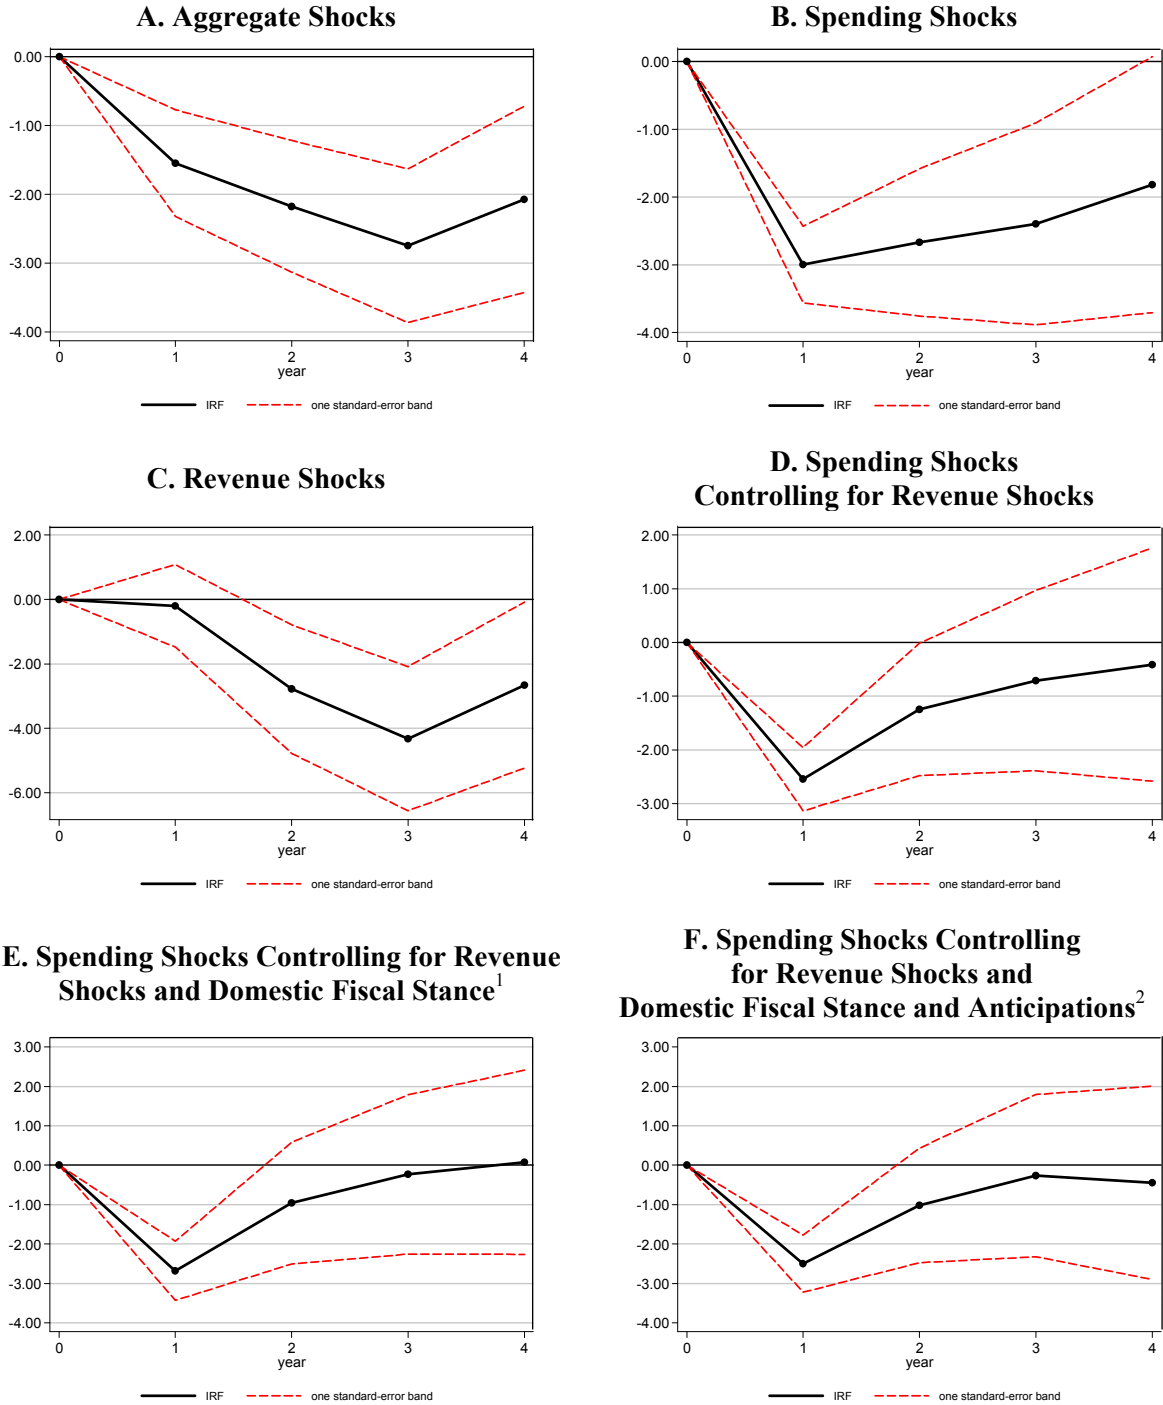 A. Aggregate Shocks
0.00
-1.00
-2.00
-3.00
-4.00
0 1 2 3 4
year
IRF one standard-error band
B. Spending Shocks
0.00
-1.00
-2.00
-3.00
-4.00
0 1 2 3 4
year
IRF one standard-error band
C. Revenue Shocks
2.00
0.00
-2.00
-4.00
-6.00
0 1 2 3 4
year
IRF one standard-error band
D. Spending Shocks
Controlling for Revenue Shocks
2.00
1.00
0.00
-1.00
-2.00
-3.00
0 1 2 3 4
year
IRF one standard-error band
E. Spending Shocks Controlling for Revenue
Shocks and Domestic Fiscal Stance1
3.00
2.00
1.00
0.00
-1.00
-2.00
-3.00
-4.00
0 1 2 3 4
year
IRF one standard-error band
F. Spending Shocks Controlling
for Revenue Shocks and
Domestic Fiscal Stance and Anticipations2
3.00
2.00
1.00
0.00
-1.00
-2.00
-3.00
-4.00
0 1 2 3 4
year
IRF one standard-error band